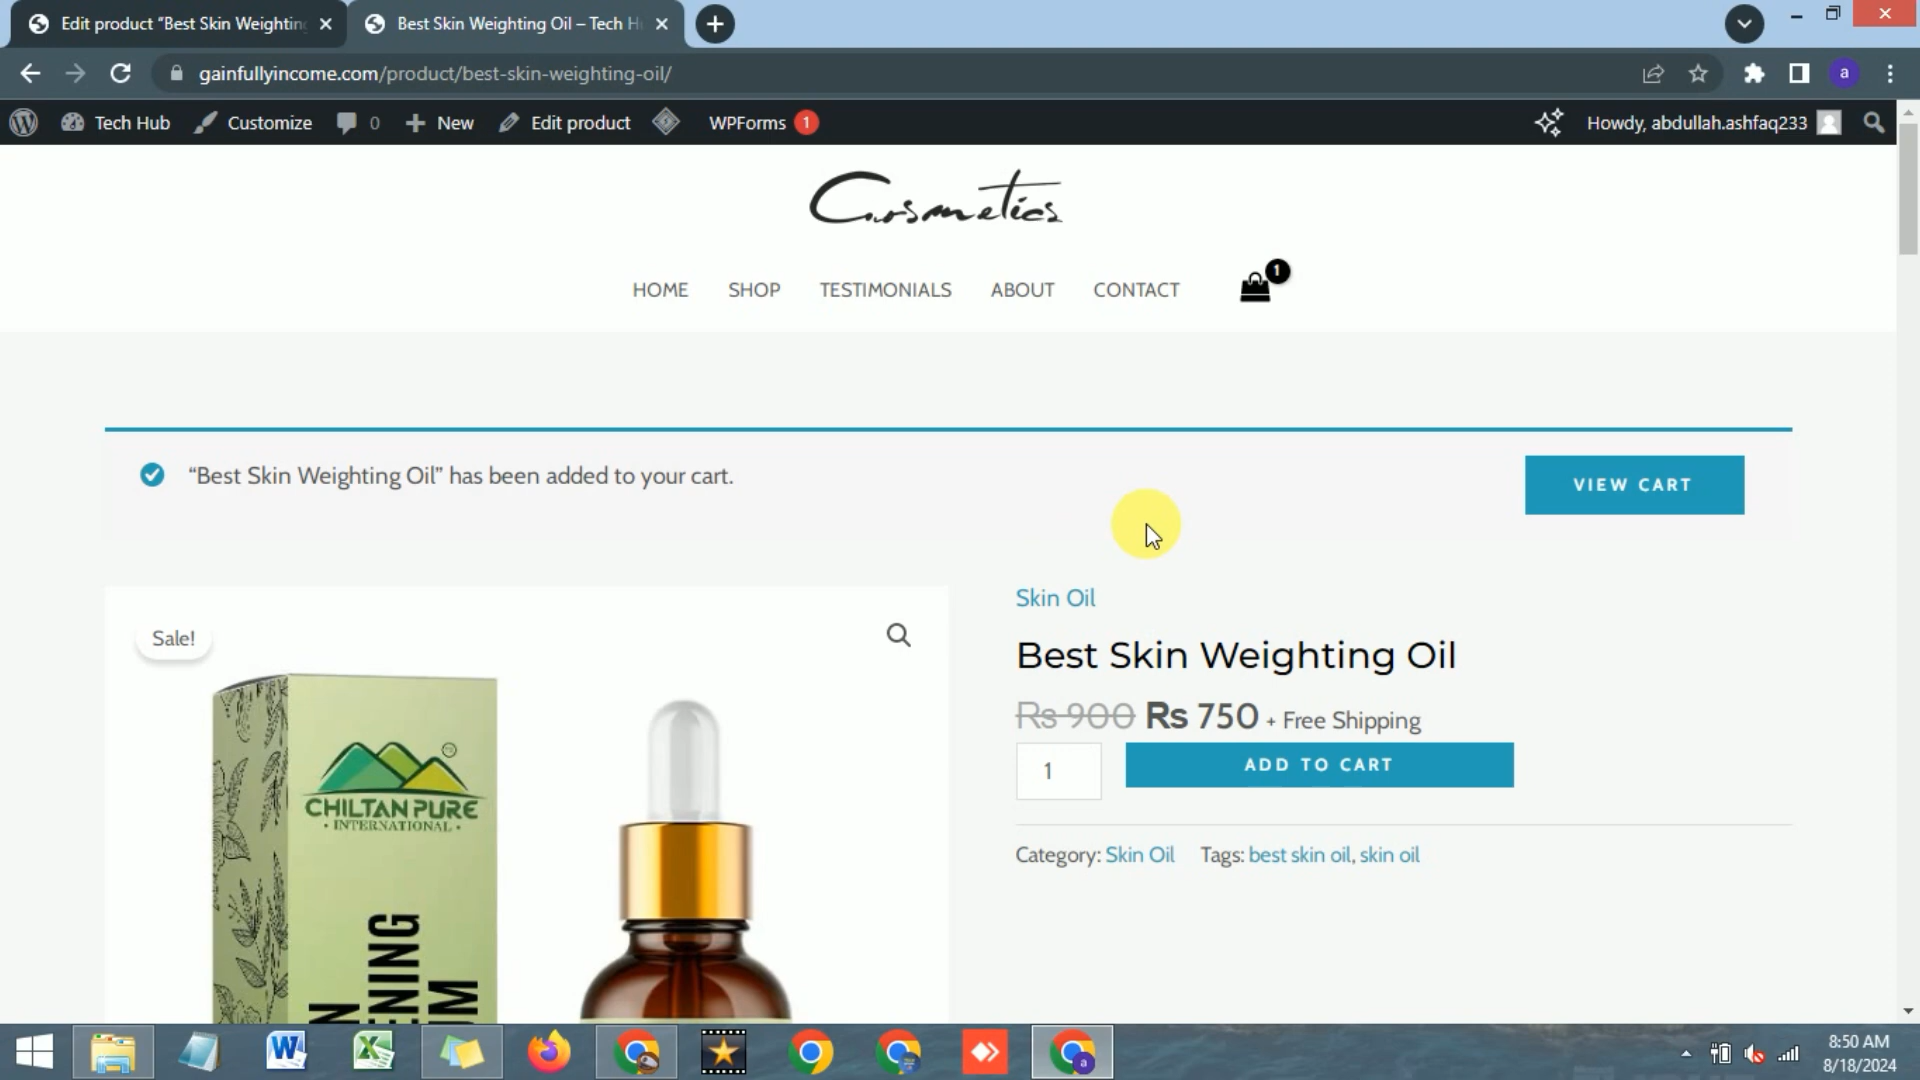 Edit product “Best Skin Weighting
Best Skin Weighting Oil – Tech H
gainfullyincome.com/product/best-skin-weighting-oil/
a
Tech Hub
Customize
0
New
Edit product
WPForms 1
Howdy, abdullah.ashfaq233
Cosmetics
HOME
SHOP
TESTIMONIALS
ABOUT
CONTACT
1
“Best Skin Weighting Oil” has been added to your cart.
VIEW CART
Sale!
Skin Oil
Best Skin Weighting Oil
Rs 900 Rs 750 + Free Shipping
1
ADD TO CART
Category: Skin Oil Tags: best skin oil, skin oil
CHILTAN PURE
• INTERNATIONAL •
8:50 AM
8/18/2024